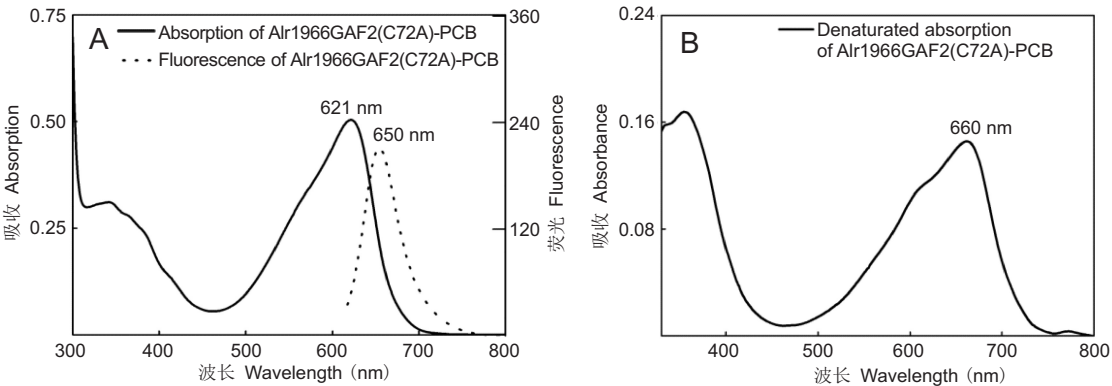 A
Absorption of Alr1966GAF2(C72A)-PCB
Fluorescence of Alr1966GAF2(C72A)-PCB
621 nm
650 nm
0.75
0.50
0.25
360
240
120
吸收 Absorption
荧光 Fluorescence
300 400 500 600 700 800
波长 Wavelength (nm)
B
Denaturated absorption
of Alr1966GAF2(C72A)-PCB
660 nm
0.24
0.16
0.08
吸收 Absorbance
400 500 600 700 800
波长 Wavelength (nm)